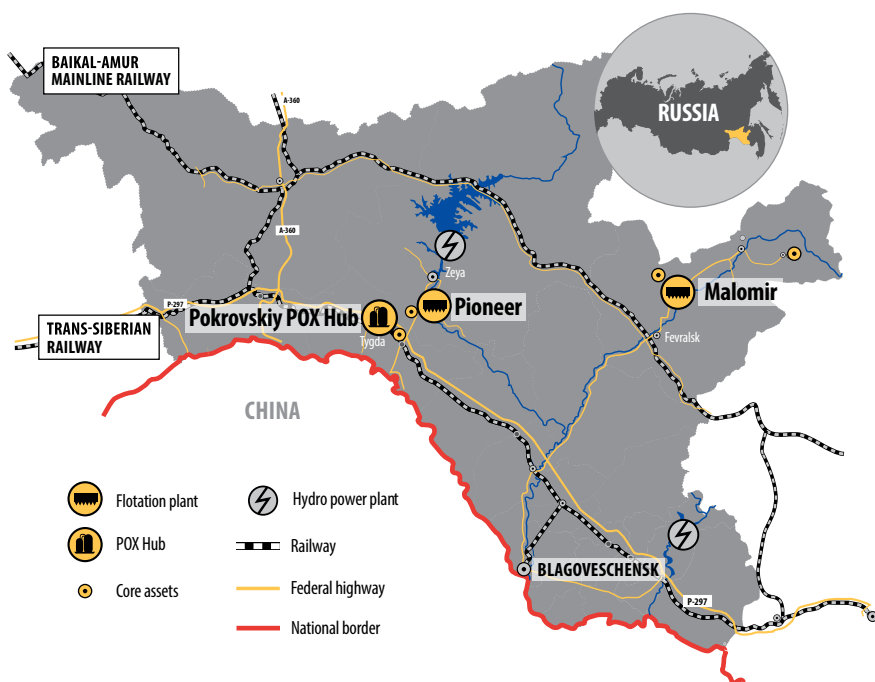 BAIKAL-AMUR
MAINLINE RAILWAY
A-360
RUSSIA
A-360
Zeya
P-297
Pokrovskiy POX Hub
Pioneer
Malomir
TRANS-SIBERIAN
RAILWAY
Tygda
Fevralsk
CHINA
Flotation plant
Hydro power plant
POX Hub
Railway
Core assets
Federal highway
National border
BLAGOVESCHENSK
P-297